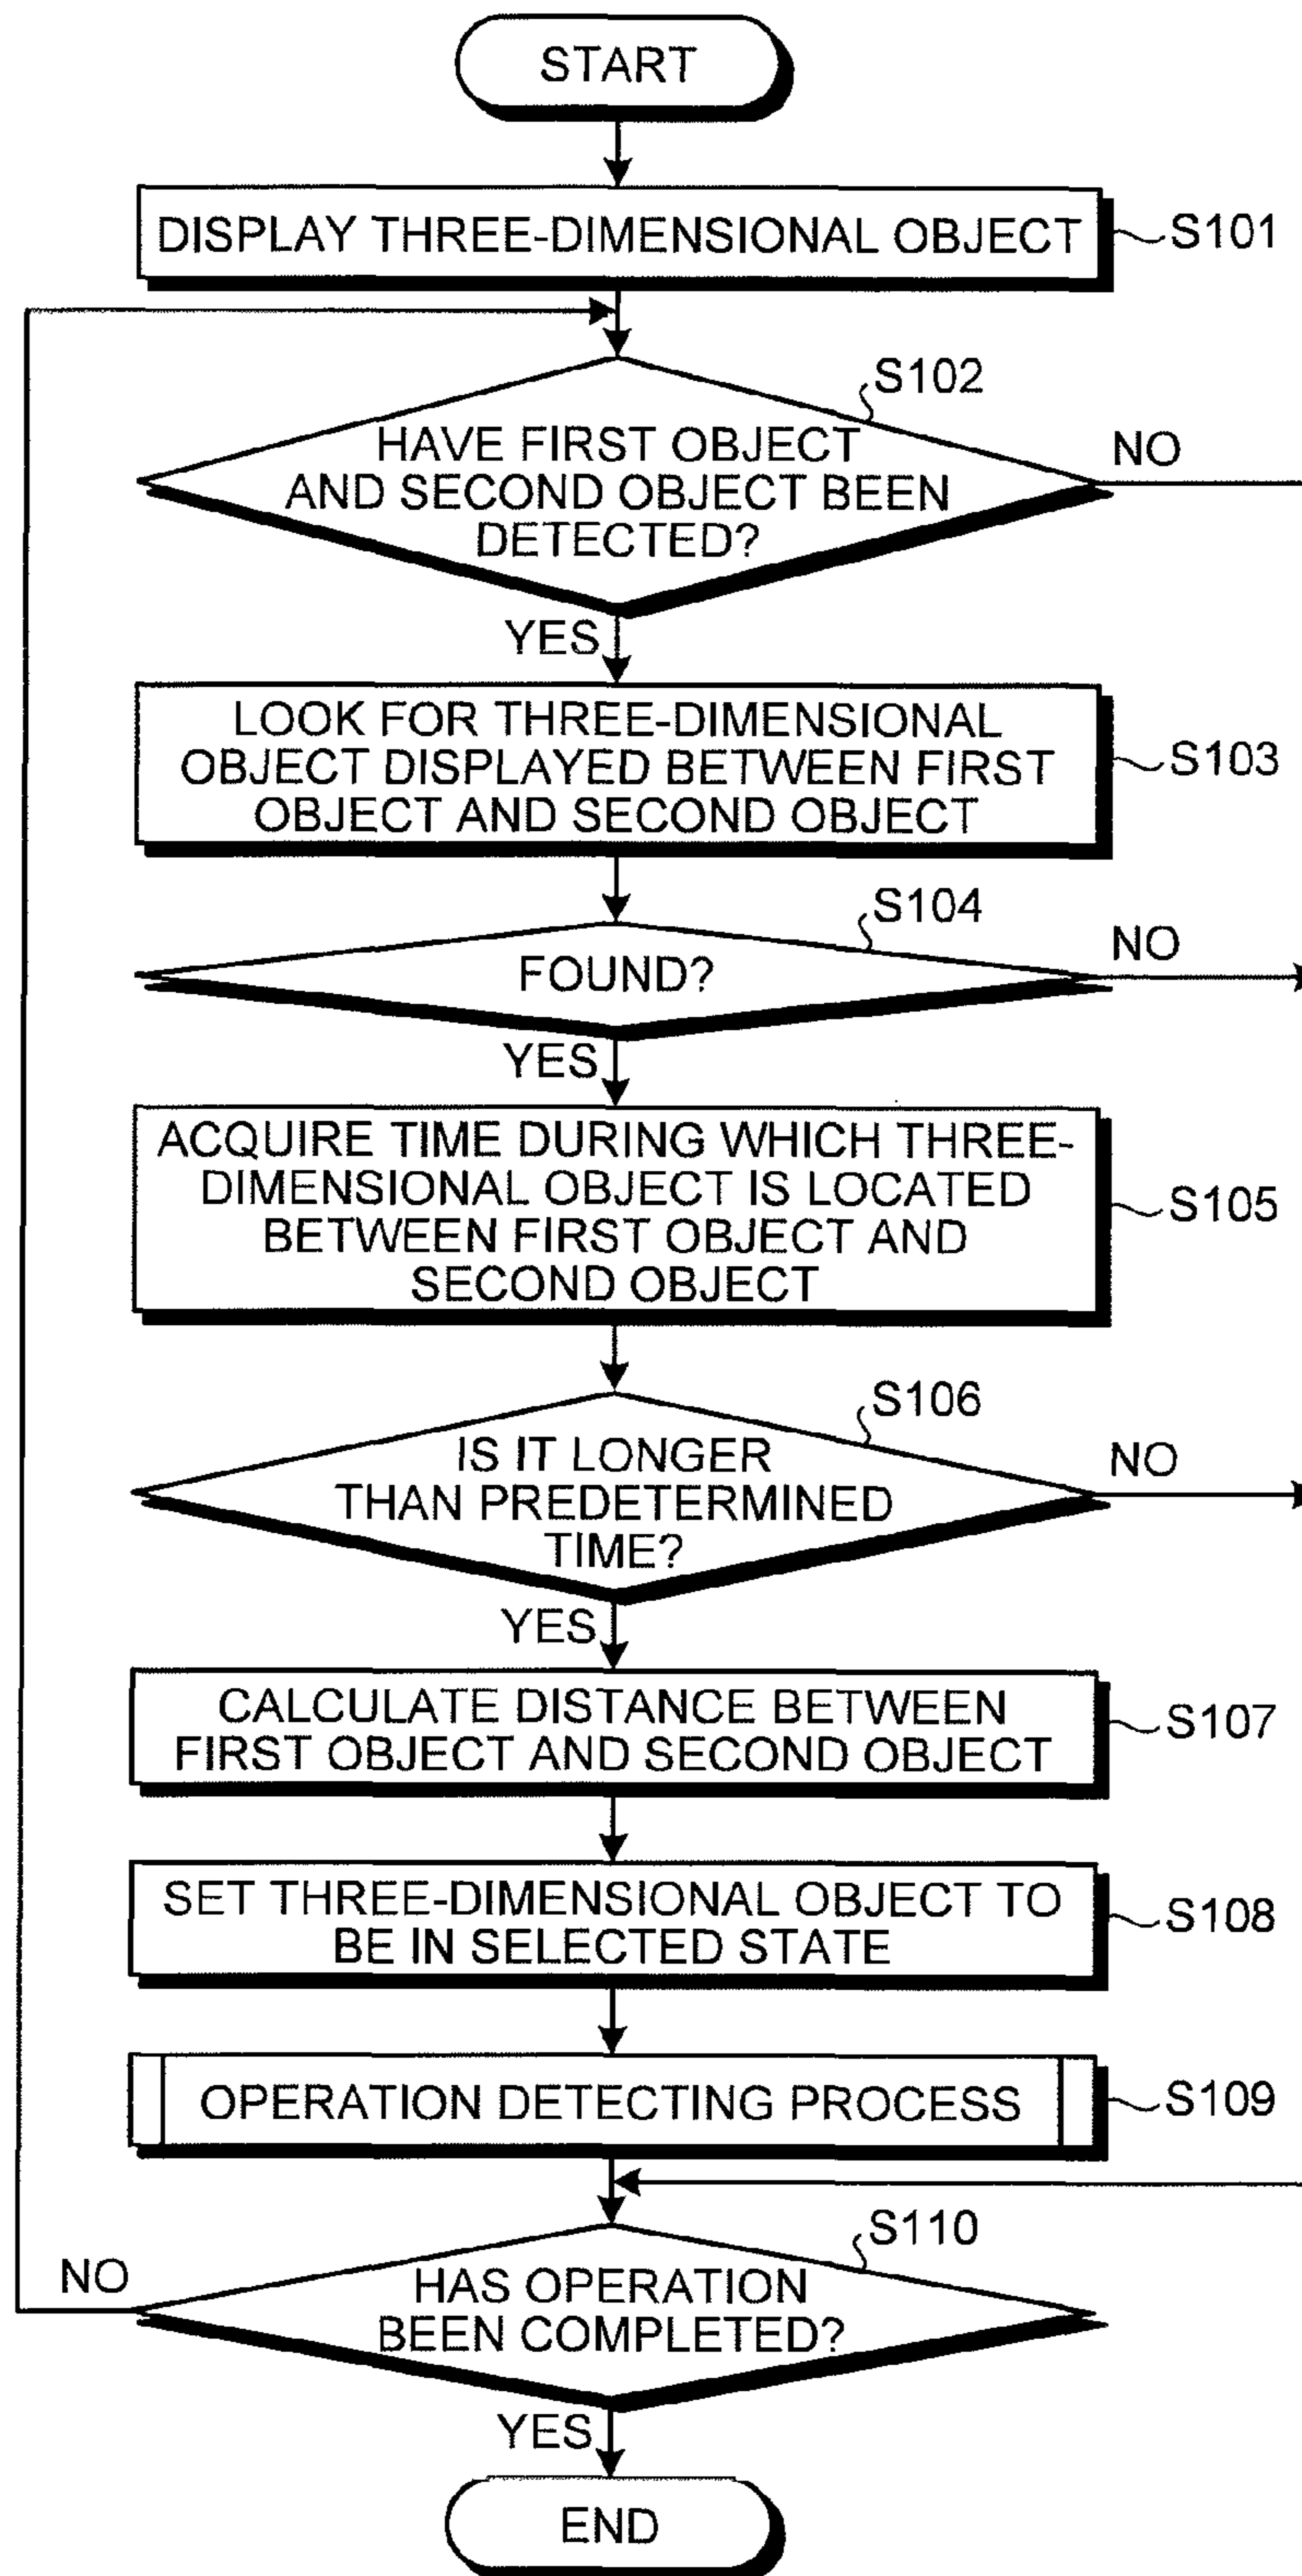 START
DISPLAY THREE-DIMENSIONAL OBJECT
S101
S102
HAVE FIRST OBJECT
AND SECOND OBJECT BEEN
DETECTED?
NO
YES
LOOK FOR THREE-DIMENSIONAL
OBJECT DISPLAYED BETWEEN FIRST
OBJECT AND SECOND OBJECT
S103
S104
FOUND?
NO
YES
ACQUIRE TIME DURING WHICH THREE-
DIMENSIONAL OBJECT IS LOCATED
BETWEEN FIRST OBJECT AND
SECOND OBJECT
S105
S106
IS IT LONGER
THAN PREDETERMINED
TIME?
NO
YES
CALCULATE DISTANCE BETWEEN
FIRST OBJECT AND SECOND OBJECT
S107
SET THREE-DIMENSIONAL OBJECT TO
BE IN SELECTED STATE
S108
OPERATION DETECTING PROCESS
S109
S110
HAS OPERATION
BEEN COMPLETED?
NO
YES
END